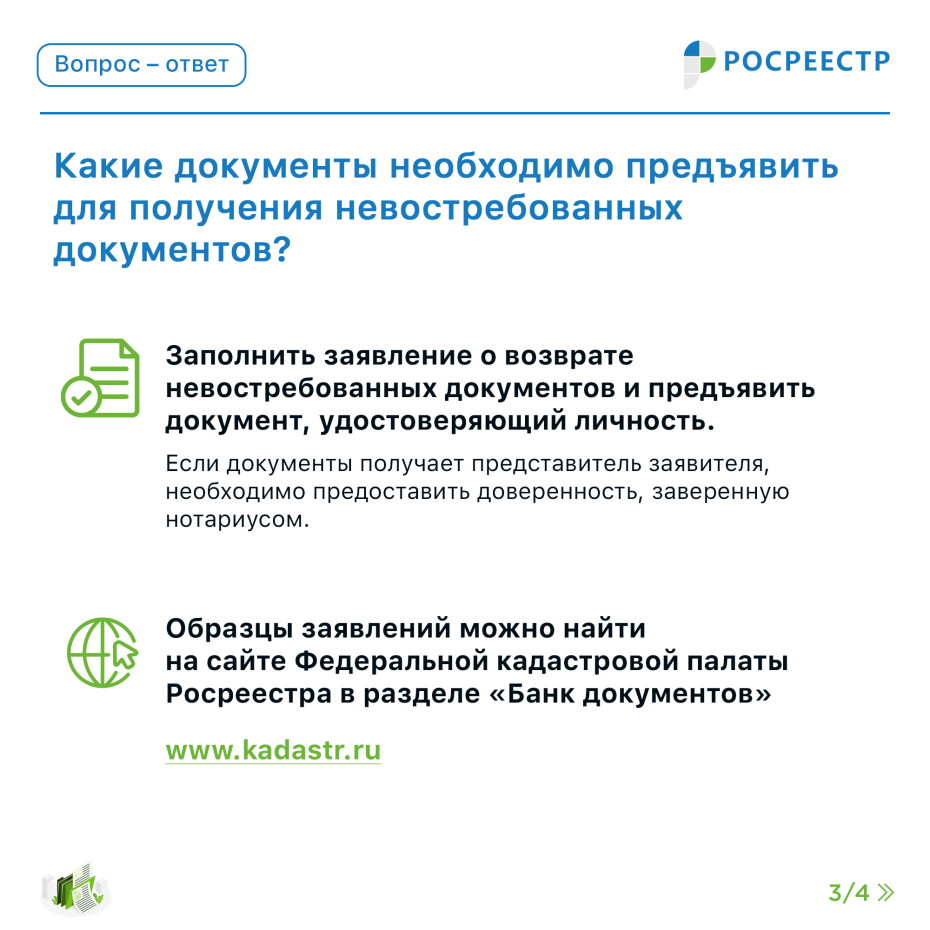 Вопрос – ответ
РОСРЕЕСТР
Какие документы необходимо предъявить
для получения невостребованных
документов?
Заполнить заявление о возврате
невостребованных документов и предъявить
документ, удостоверяющий личность.
Если документы получает представитель заявителя,
необходимо предоставить доверенность, заверенную
нотариусом.
Образцы заявлений можно найти
на сайте Федеральной кадастровой палаты
Росреестра в разделе «Банк документов»
www.kadastr.ru
3/4